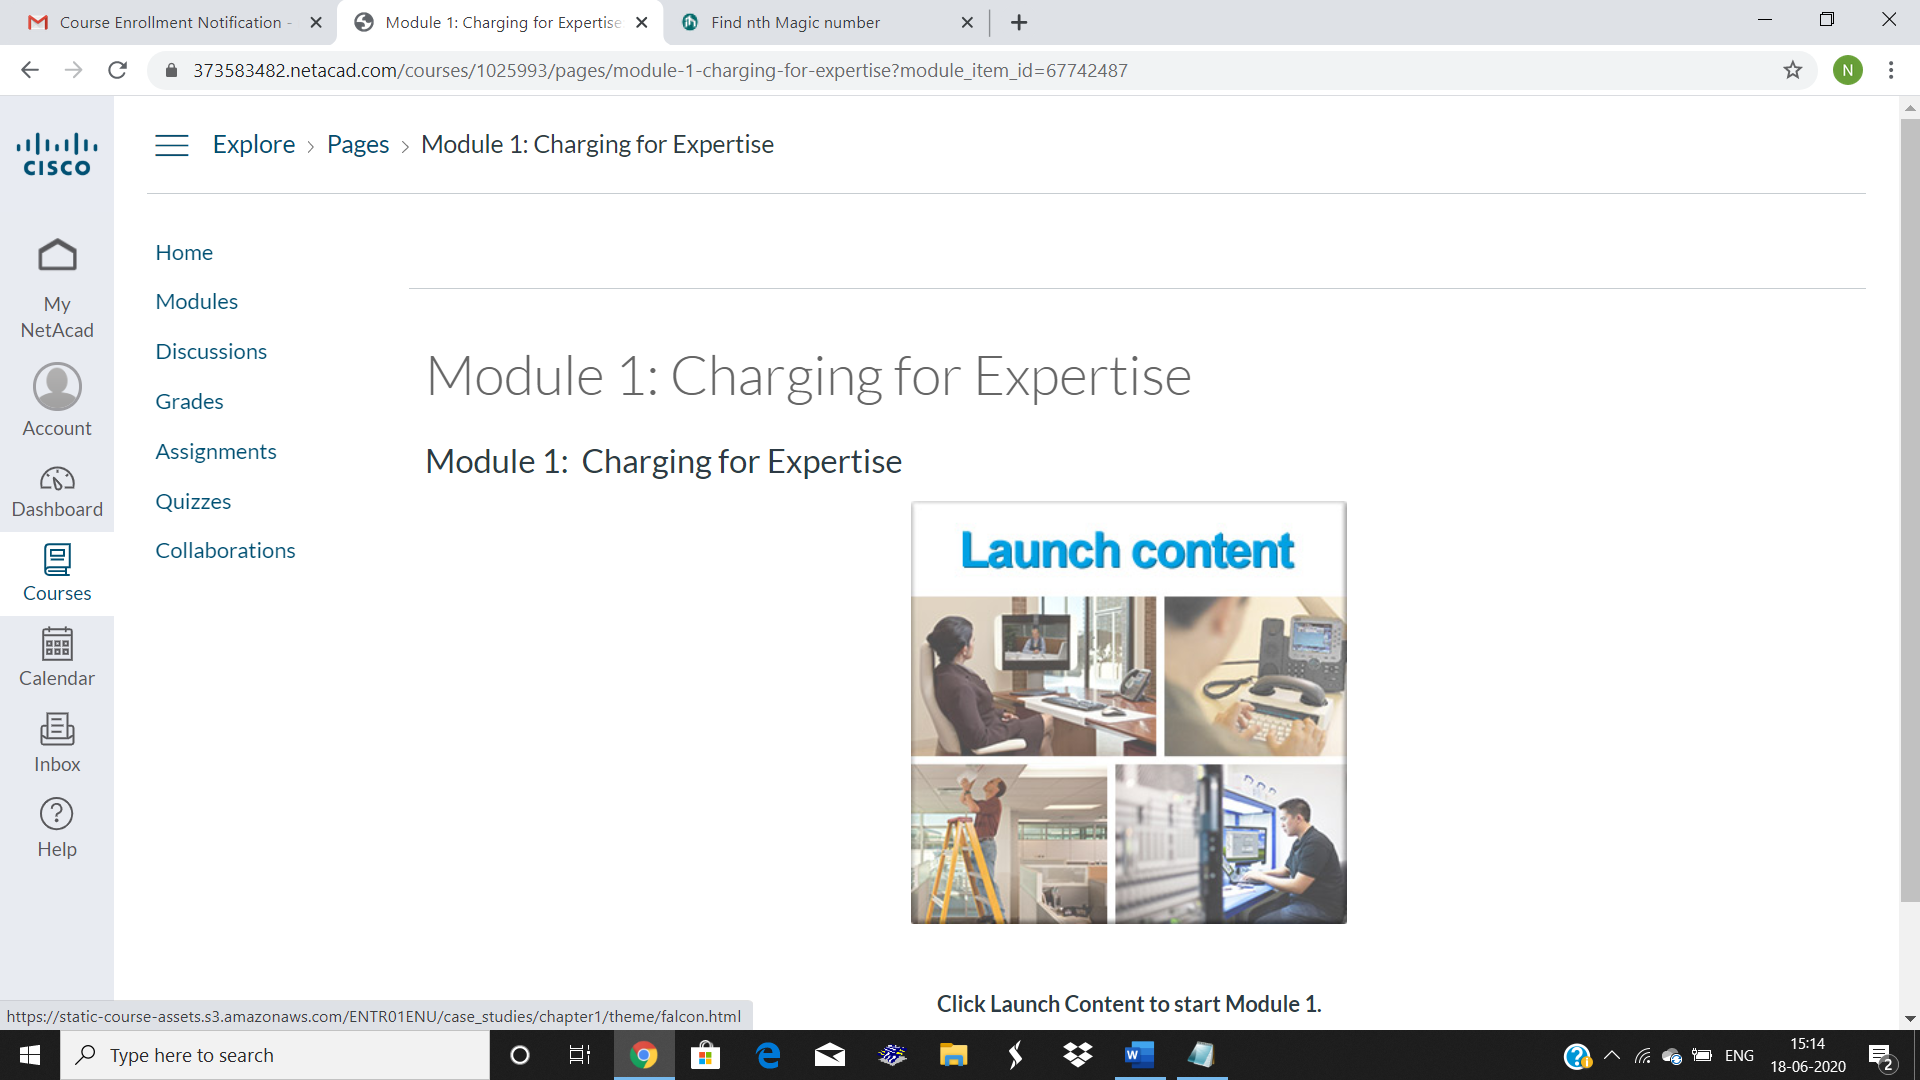 Course Enrollment Notification -
Module 1: Charging for Expertise
Find nth Magic number
373583482.netacad.com/courses/1025993/pages/module-1-charging-for-expertise?module_item_id=67742487
N
CISCO
Explore > Pages > Module 1: Charging for Expertise
My
NetAcad
Account
Dashboard
Courses
Calendar
Inbox
Help
Home
Modules
Discussions
Grades
Assignments
Quizzes
Collaborations
Module 1: Charging for Expertise
Module 1: Charging for Expertise
Launch content
Click Launch Content to start Module 1.
https://static-course-assets.s3.amazonaws.com/ENTR01ENU/case_studies/chapter1/theme/falcon.html
Type here to search
ENG
15:14
18-06-2020
2